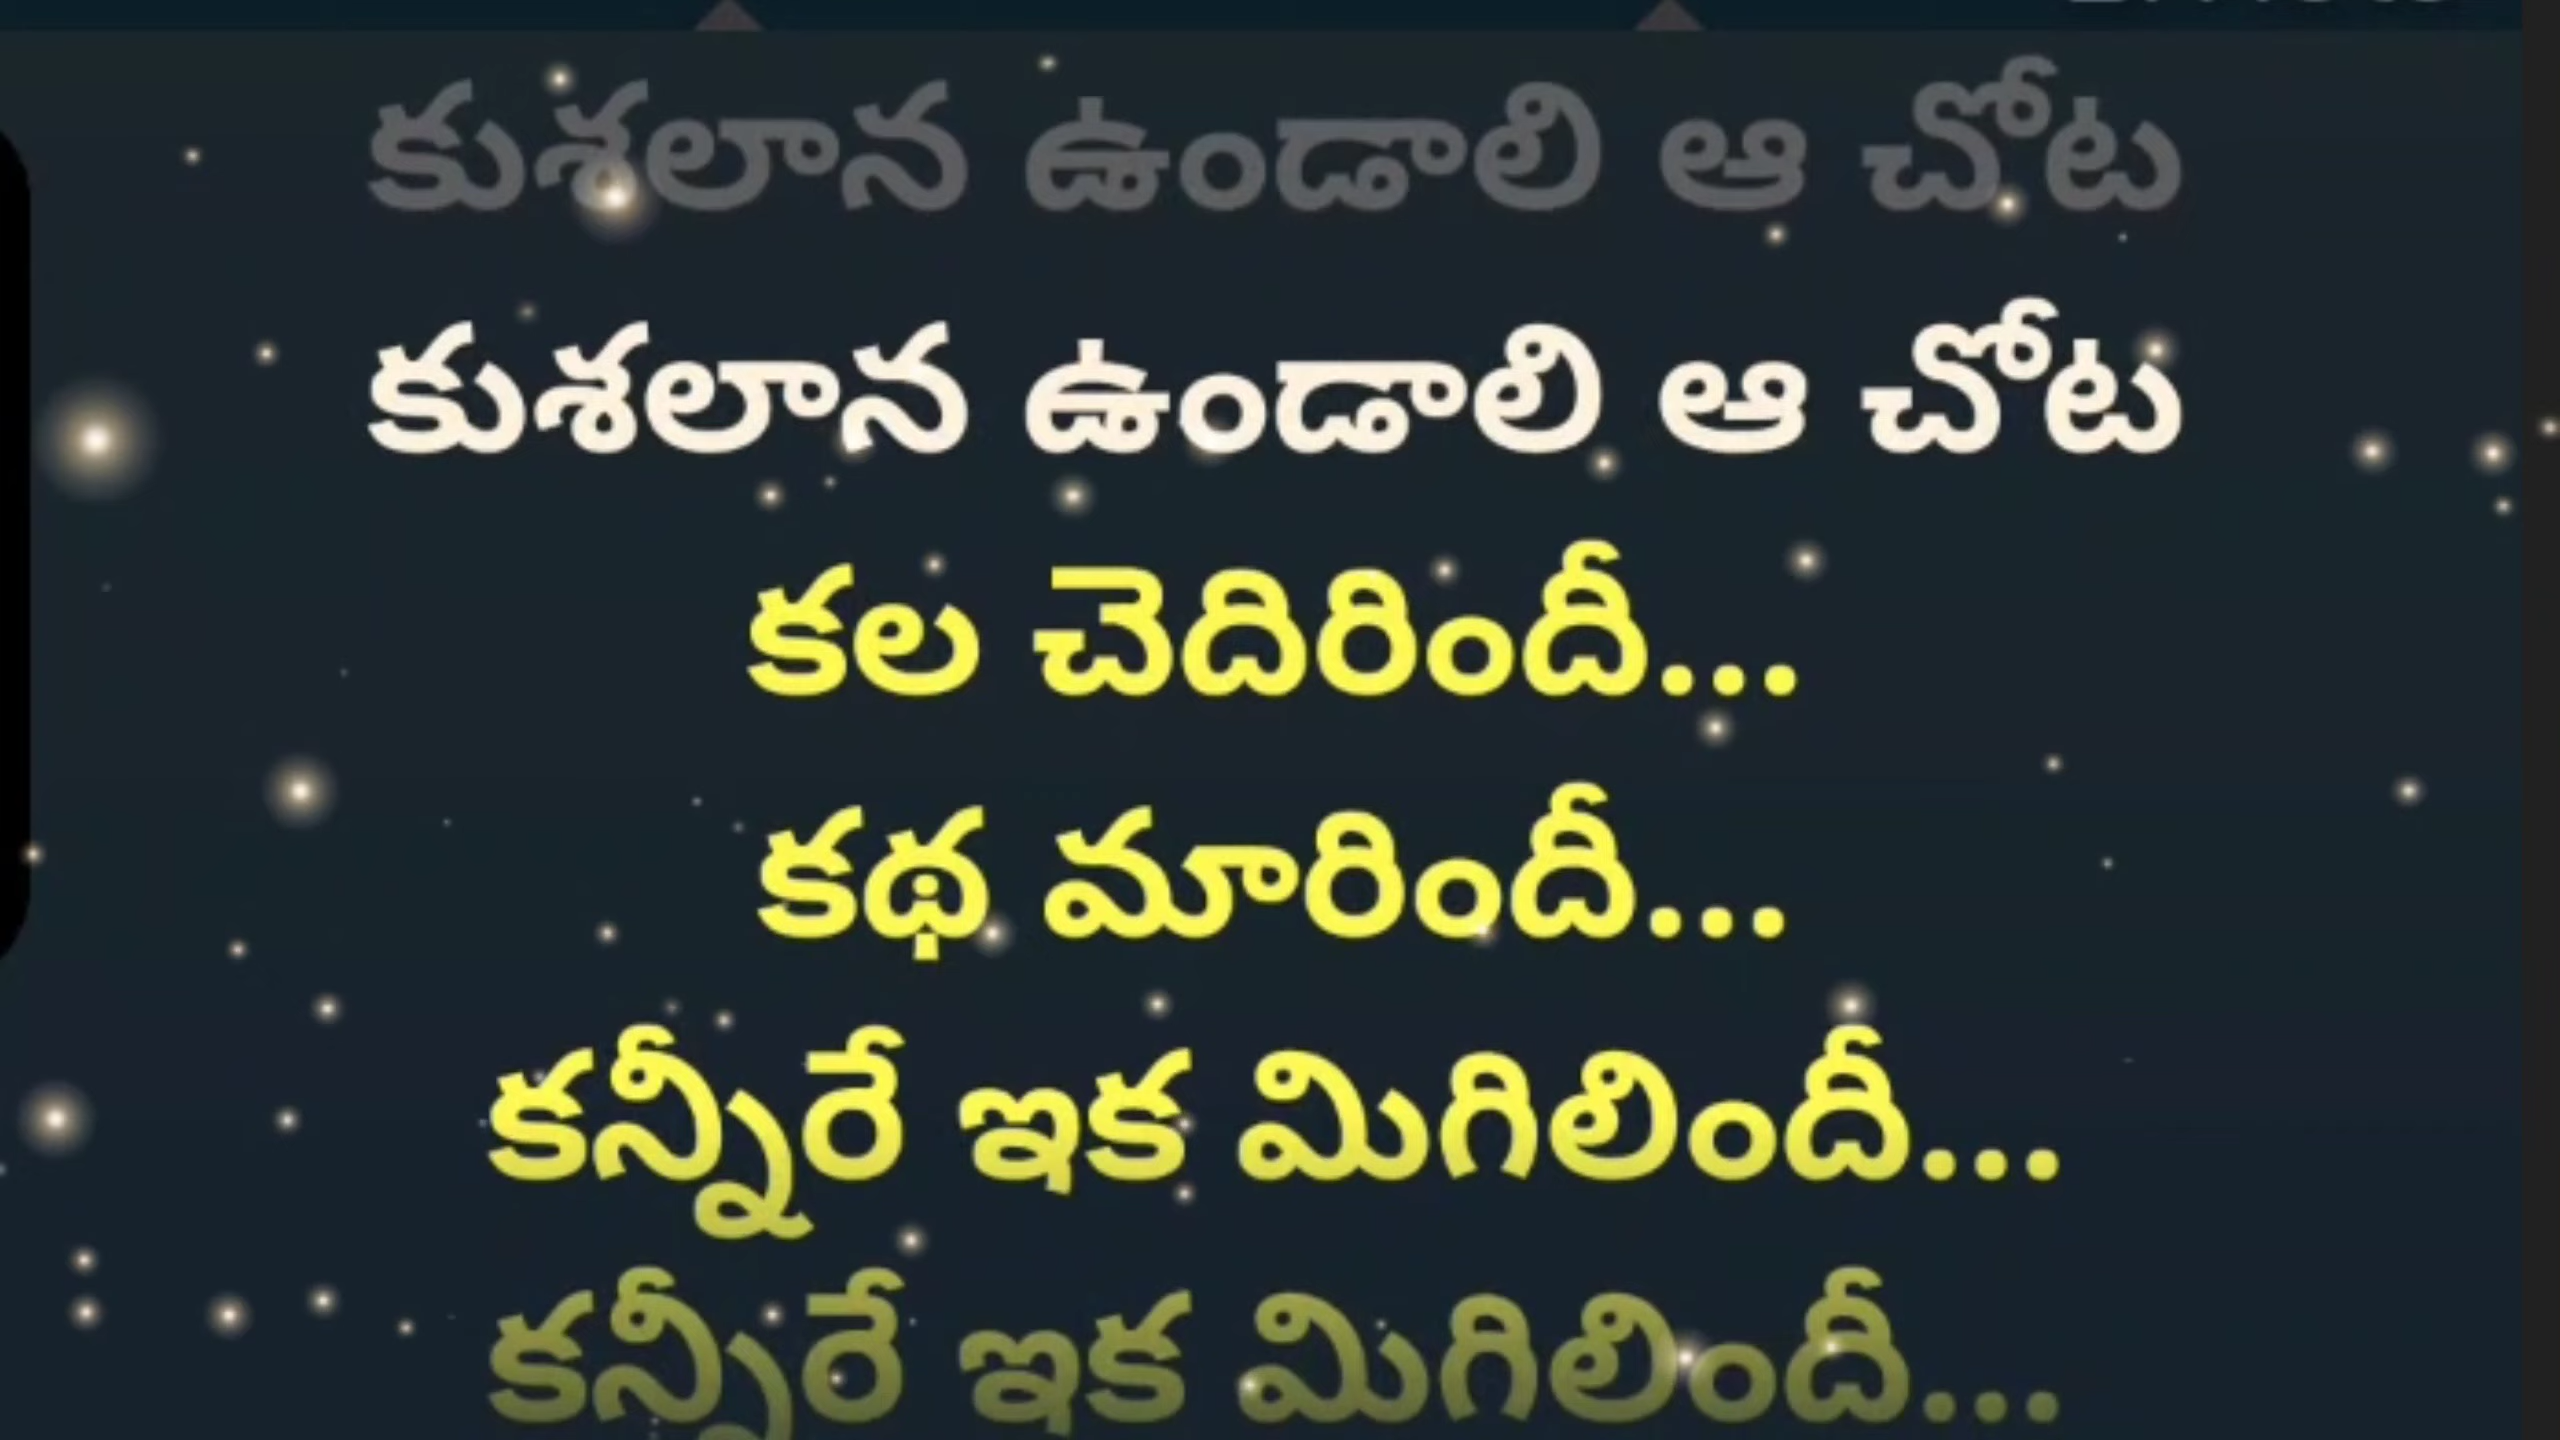 కుశలాన ఉండాలి ఆ చోట
కుశలాన ఉండాలి ఆ చోట
కల చెదిరిందీ...
కథ మారిందీ...
కన్నీరే ఇక మిగిలిందీ...
కన్నీరే ఇక మిగిలిందీ...